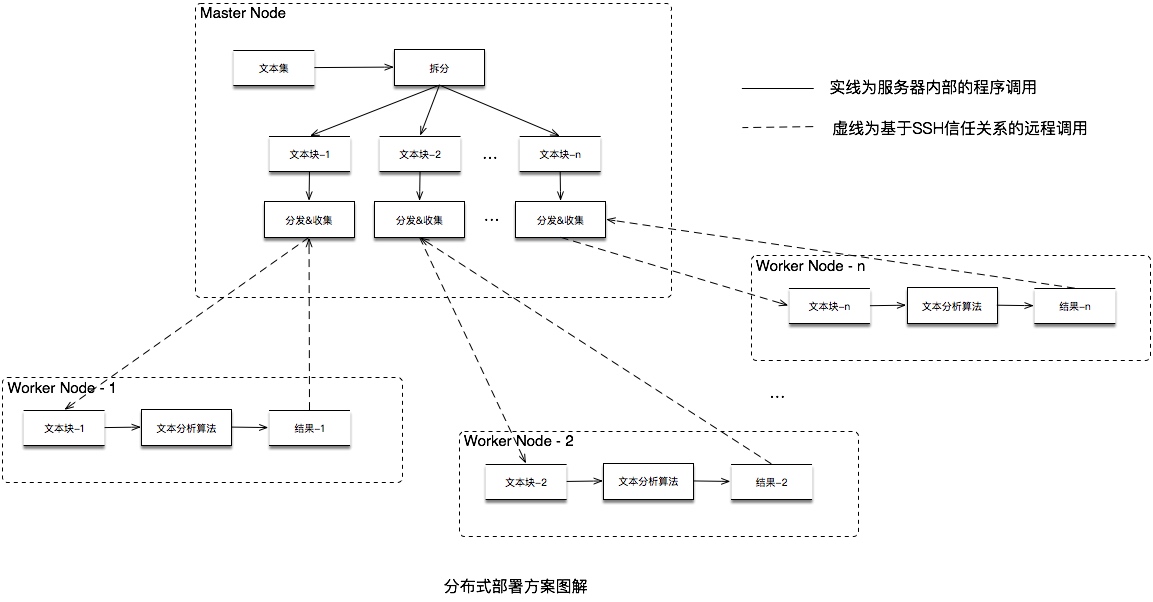 Master Node
文本集
拆分
实线为服务器内部的程序调用
虚线为基于SSH信任关系的远程调用
文本块-1
文本块-2
...
文本块-n
分发&收集
分发&收集
...
分发&收集
Worker Node - n
文本块-n
文本分析算法
结果-n
Worker Node - 1
文本块-1
文本分析算法
结果-1
...
Worker Node - 2
文本块-2
文本分析算法
结果-2
分布式部署方案图解